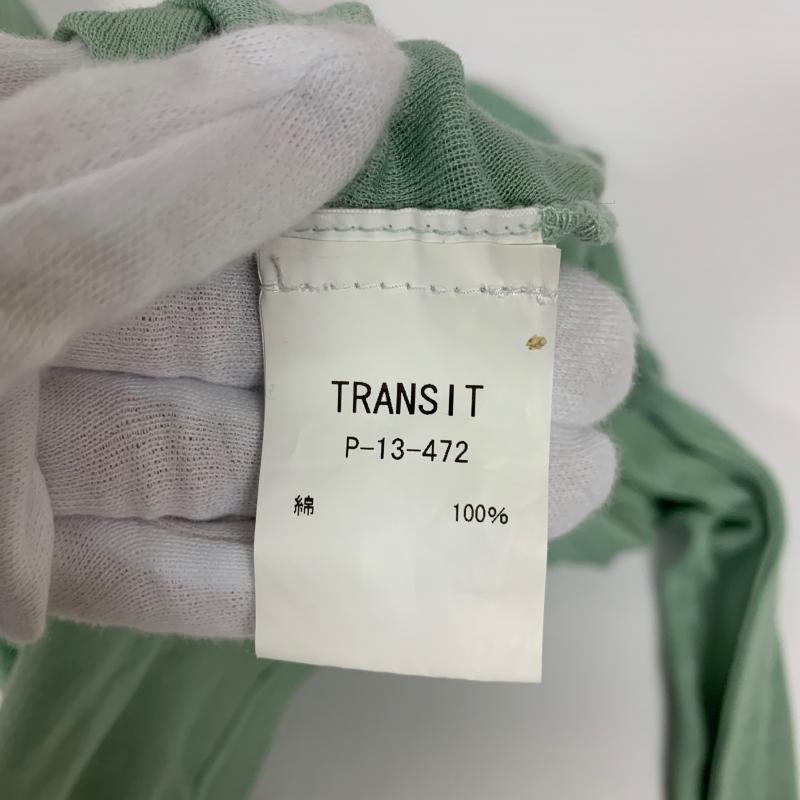 TRANSIT
P-13-472
綿 100%